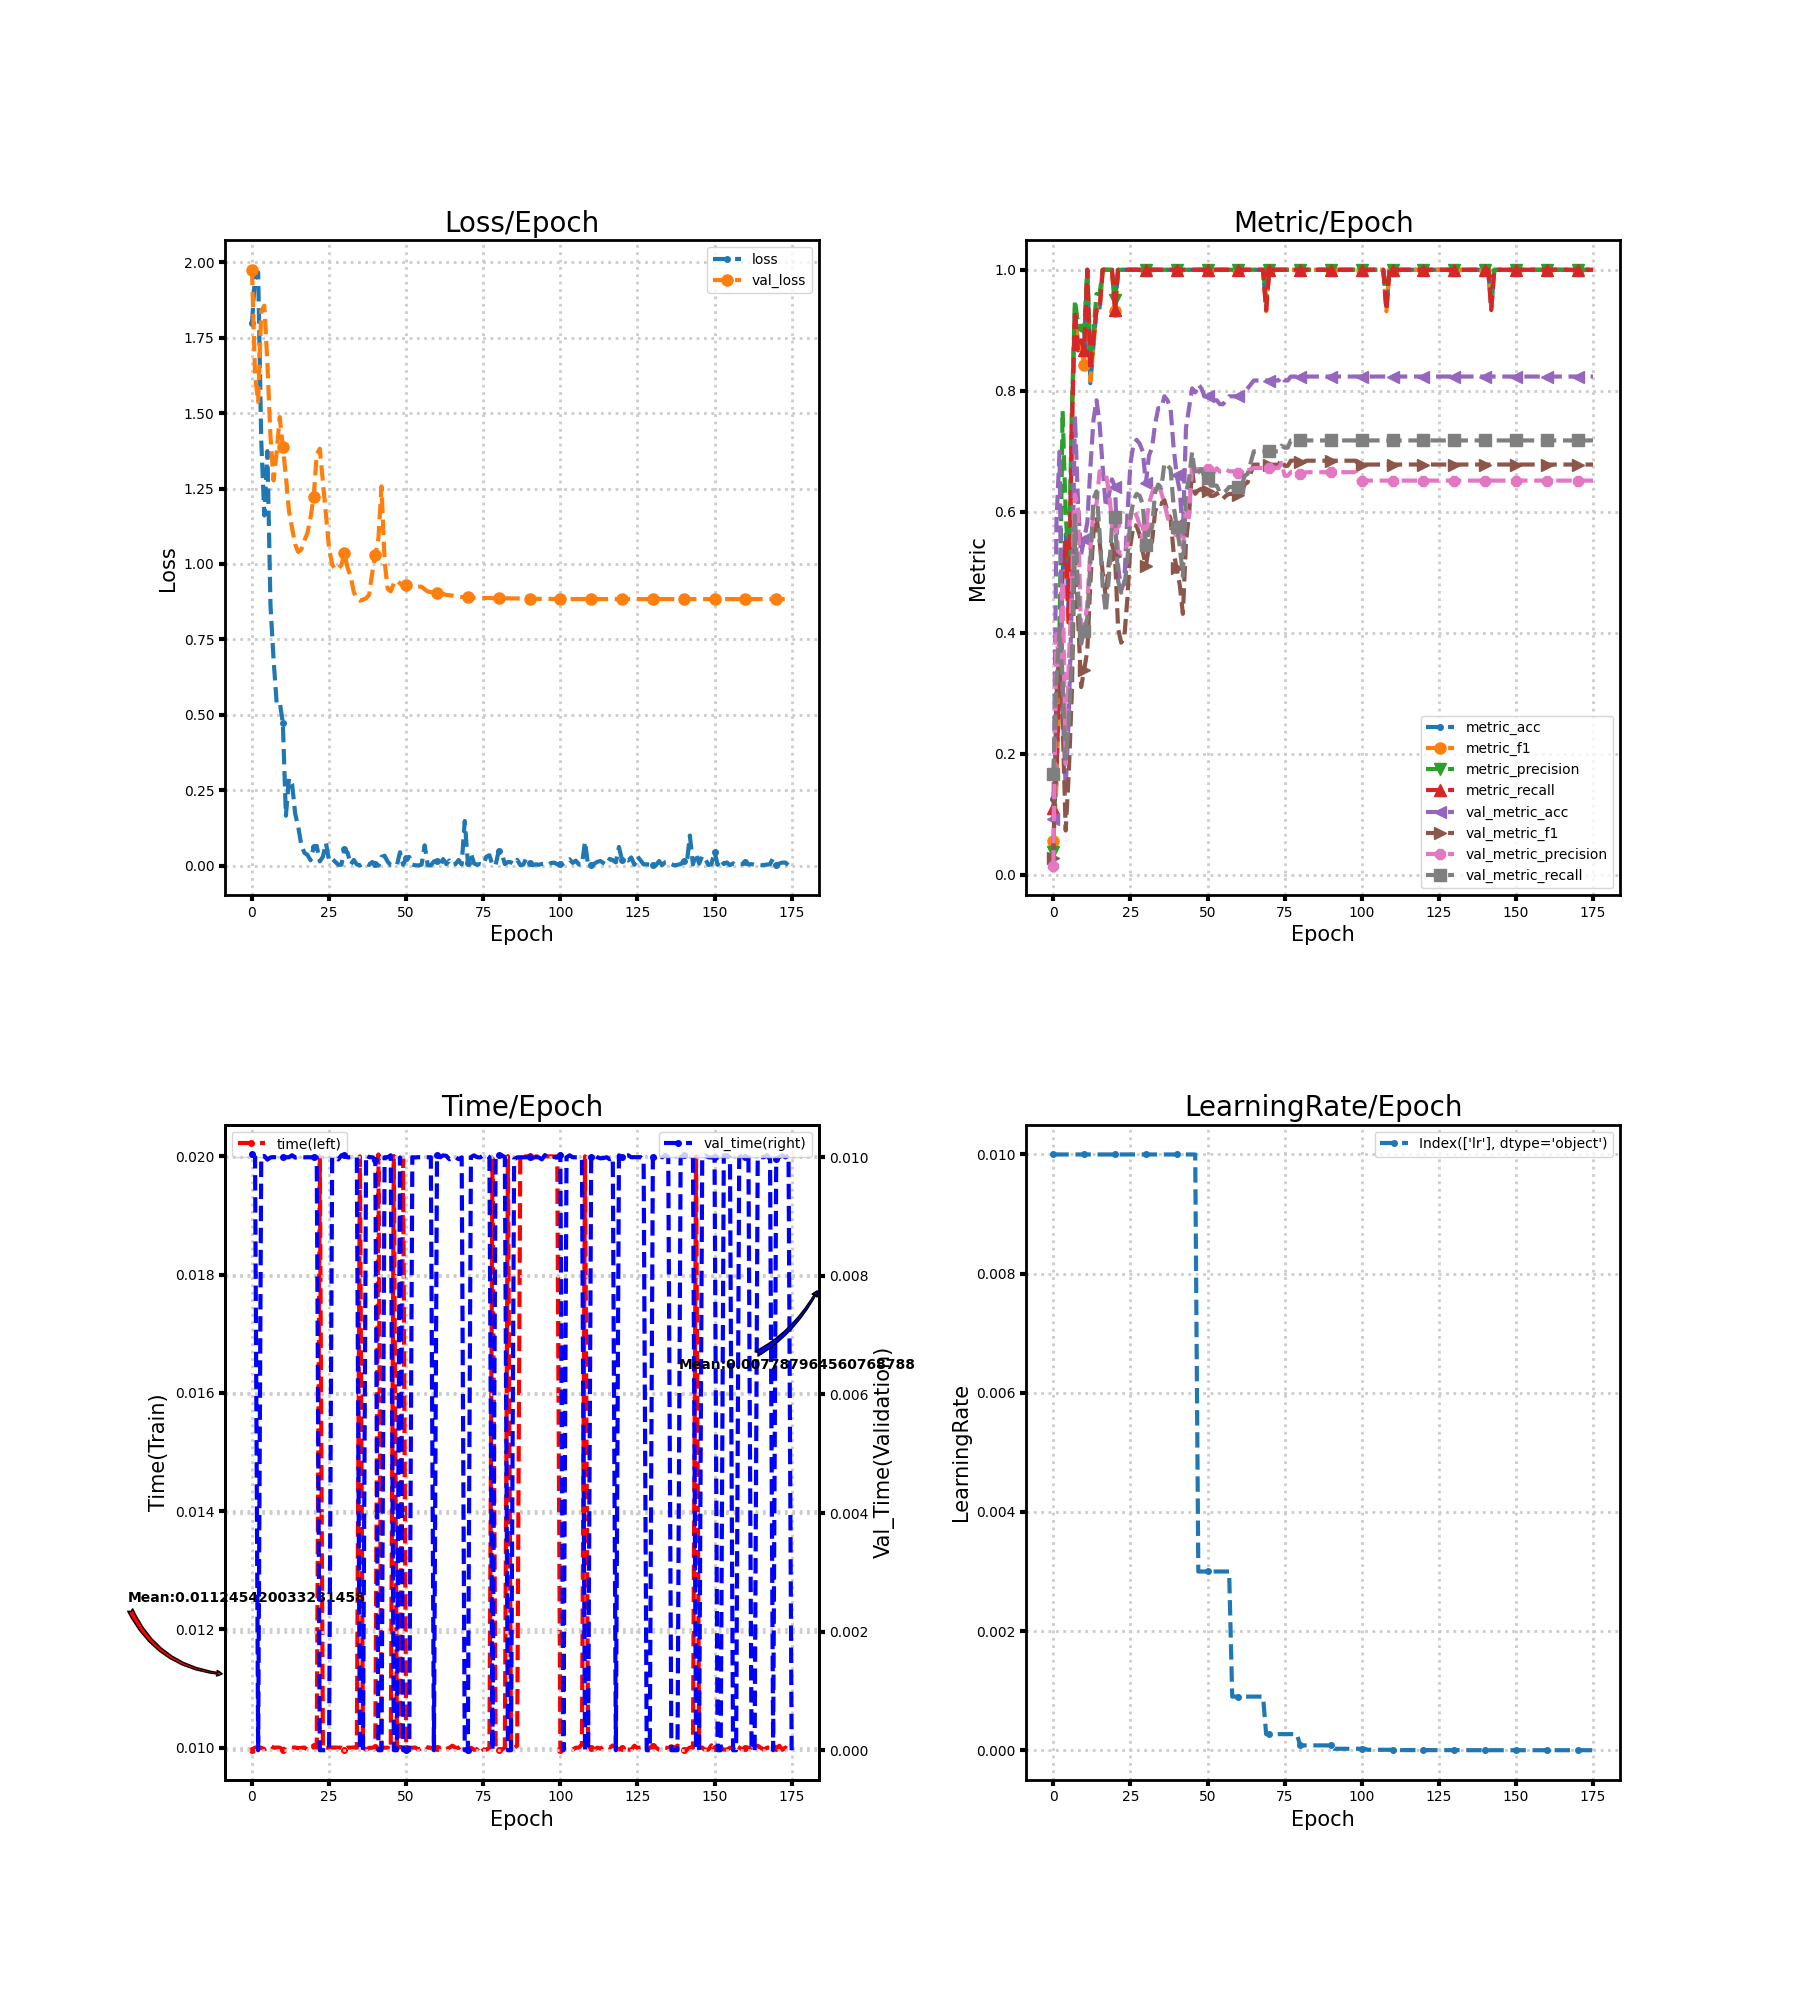 Loss/Epoch
2.00
1.75
1.50
1.25
1.00
0.75
0.50
0.25
0.00
Loss
loss
val_loss
0 25 50 75 100 125 150 175
Epoch
Metric/Epoch
1.0
0.8
0.6
0.4
0.2
0.0
Metric
metric_acc
metric_f1
metric_precision
metric_recall
val_metric_acc
val_metric_f1
val_metric_precision
val_metric_recall
0 25 50 75 100 125 150 175
Epoch
Time/Epoch
time(left)
val_time(right)
0.020
0.018
0.016
0.014
0.012
0.010
Time(Train)
0.010
0.008
0.006
0.004
0.002
0.000
Val_Time(Validation)
0 25 50 75 100 125 150 175
Epoch
LearningRate/Epoch
Index(['lr'], dtype='object')
0.010
0.008
0.006
0.004
0.002
0.000
LearningRate
0 25 50 75 100 125 150 175
Epoch